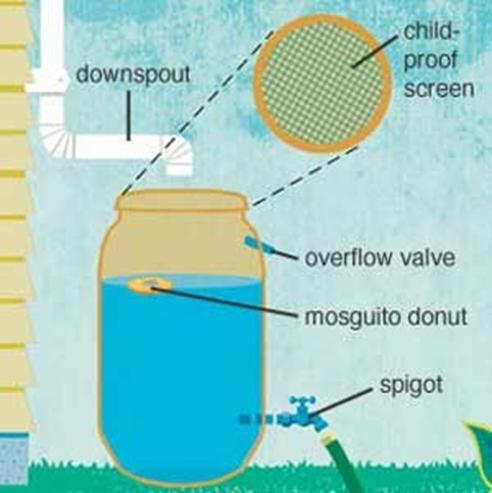 child-
proof
screen
downspout
overflow valve
mosquito donut
spigot